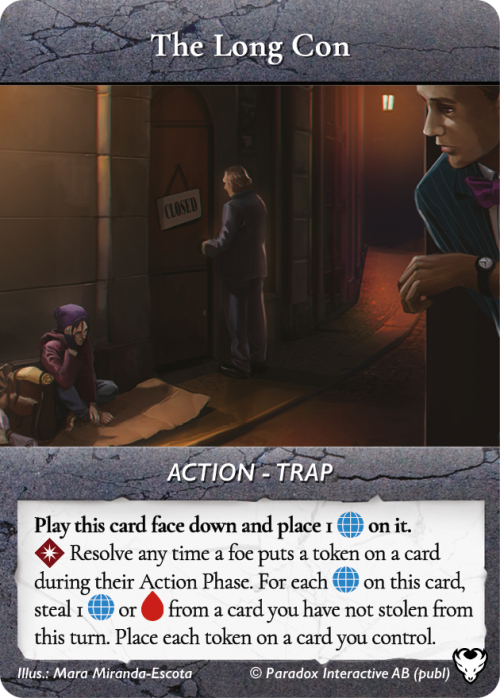 The Long Con
CLOSED
ACTION - TRAP
Play this card face down and place 1 on it.
Resolve any time a foe puts a token on a card
during their Action Phase. For each on this card,
steal 1 or from a card you have not stolen from
this turn. Place each token on a card you control.
Illus.: Mara Miranda-Escota © Paradox Interactive AB (publ)